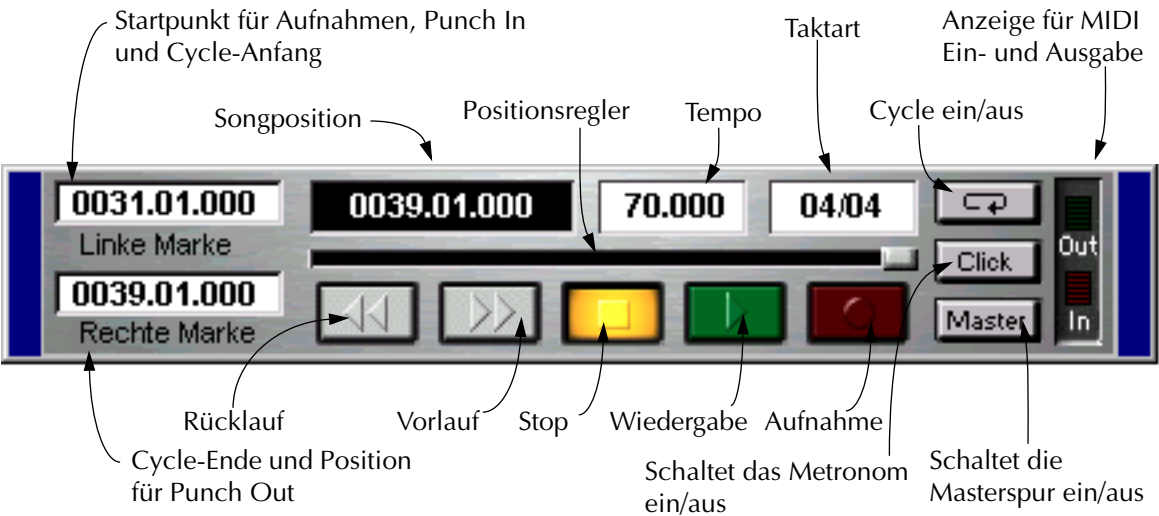 Startpunkt für Aufnahmen, Punch In
und Cycle-Anfang
Taktart
Anzeige für MIDI
Ein- und Ausgabe
Songposition
Positionsregler
Tempo
Cycle ein/aus
0031.01.000
0039.01.000
70.000
04/04
Linke Marke
Out
Click
0039.01.000
Rechte Marke
Master
In
Rücklauf
Vorlauf
Stop
Wiedergabe
Aufnahme
Cycle-Ende und Position
für Punch Out
Schaltet das Metronom
ein/aus
Schaltet die
Masterspur ein/aus